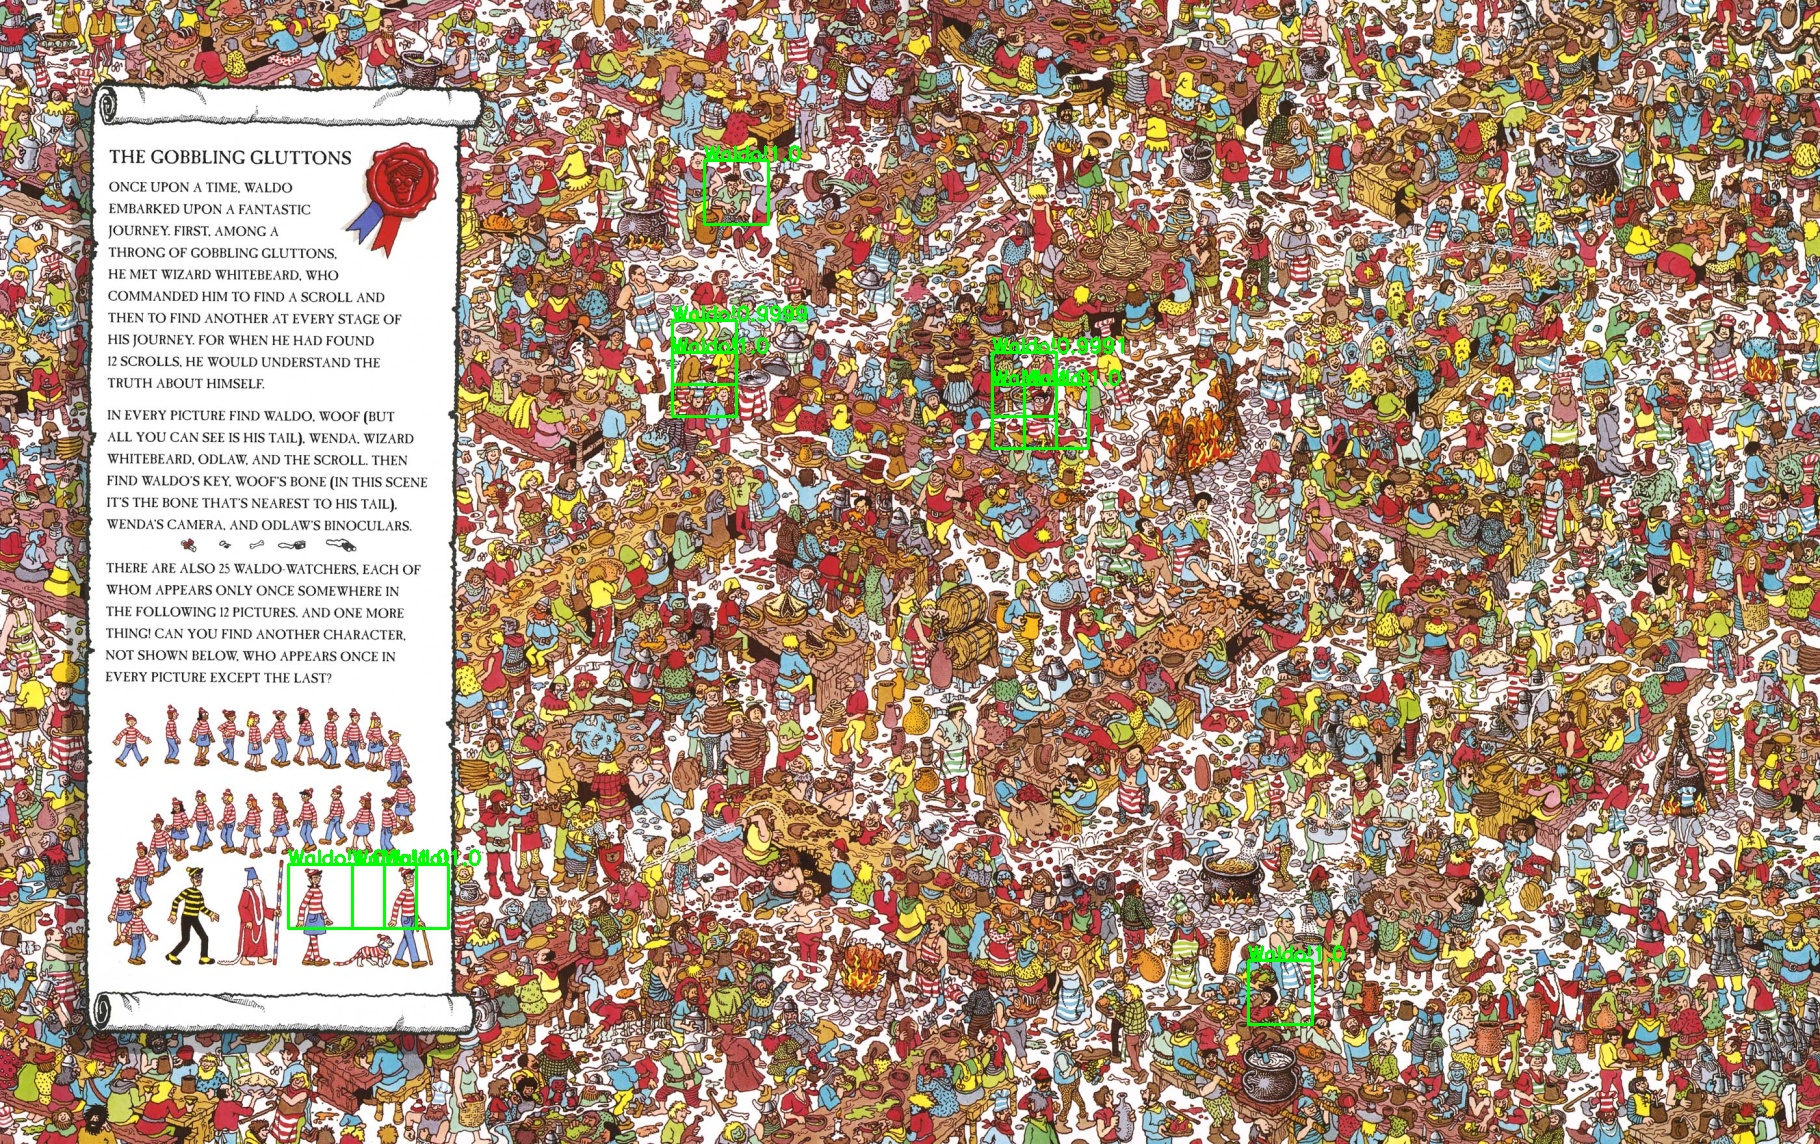 THE GOBBLING GLUTTONS
ONCE UPON A TIME, WALDO
EMBARKED UPON A FANTASTIC
JOURNEY. FIRST, AMONG A
THRONG OF GOBBLING GLUTTONS,
HE MET WIZARD WHITEBEARD, WHO
COMMANDED HIM TO FIND A SCROLL AND
THEN TO FIND ANOTHER AT EVERY STAGE OF
HIS JOURNEY. FOR WHEN HE HAD FOUND
12 SCROLLS, HE WOULD UNDERSTAND THE
TRUTH ABOUT HIMSELF.
IN EVERY PICTURE FIND WALDO, WOOF (BUT
ALL YOU CAN SEE IS HIS TAIL), WENDA, WIZARD
WHITEBEARD, ODLAW, AND THE SCROLL. THEN
FIND WALDO'S KEY, WOOF'S BONE (IN THIS SCENE
IT'S THE BONE THAT'S NEAREST TO HIS TAIL),
WENDA'S CAMERA, AND ODLAW'S BINOCULARS.
THERE ARE ALSO 25 WALDO-WATCHERS, EACH OF
WHOM APPEARS ONLY ONCE SOMEWHERE IN
THE FOLLOWING 12 PICTURES. AND ONE MORE
THING! CAN YOU FIND ANOTHER CHARACTER,
NOT SHOWN BELOW, WHO APPEARS ONCE IN
EVERY PICTURE EXCEPT THE LAST?
Waldo! 1.0
Waldo! 0.9999
Waldo! 1.0
Waldo! 0.9991
1.0
1.0
Waldo! 1.0